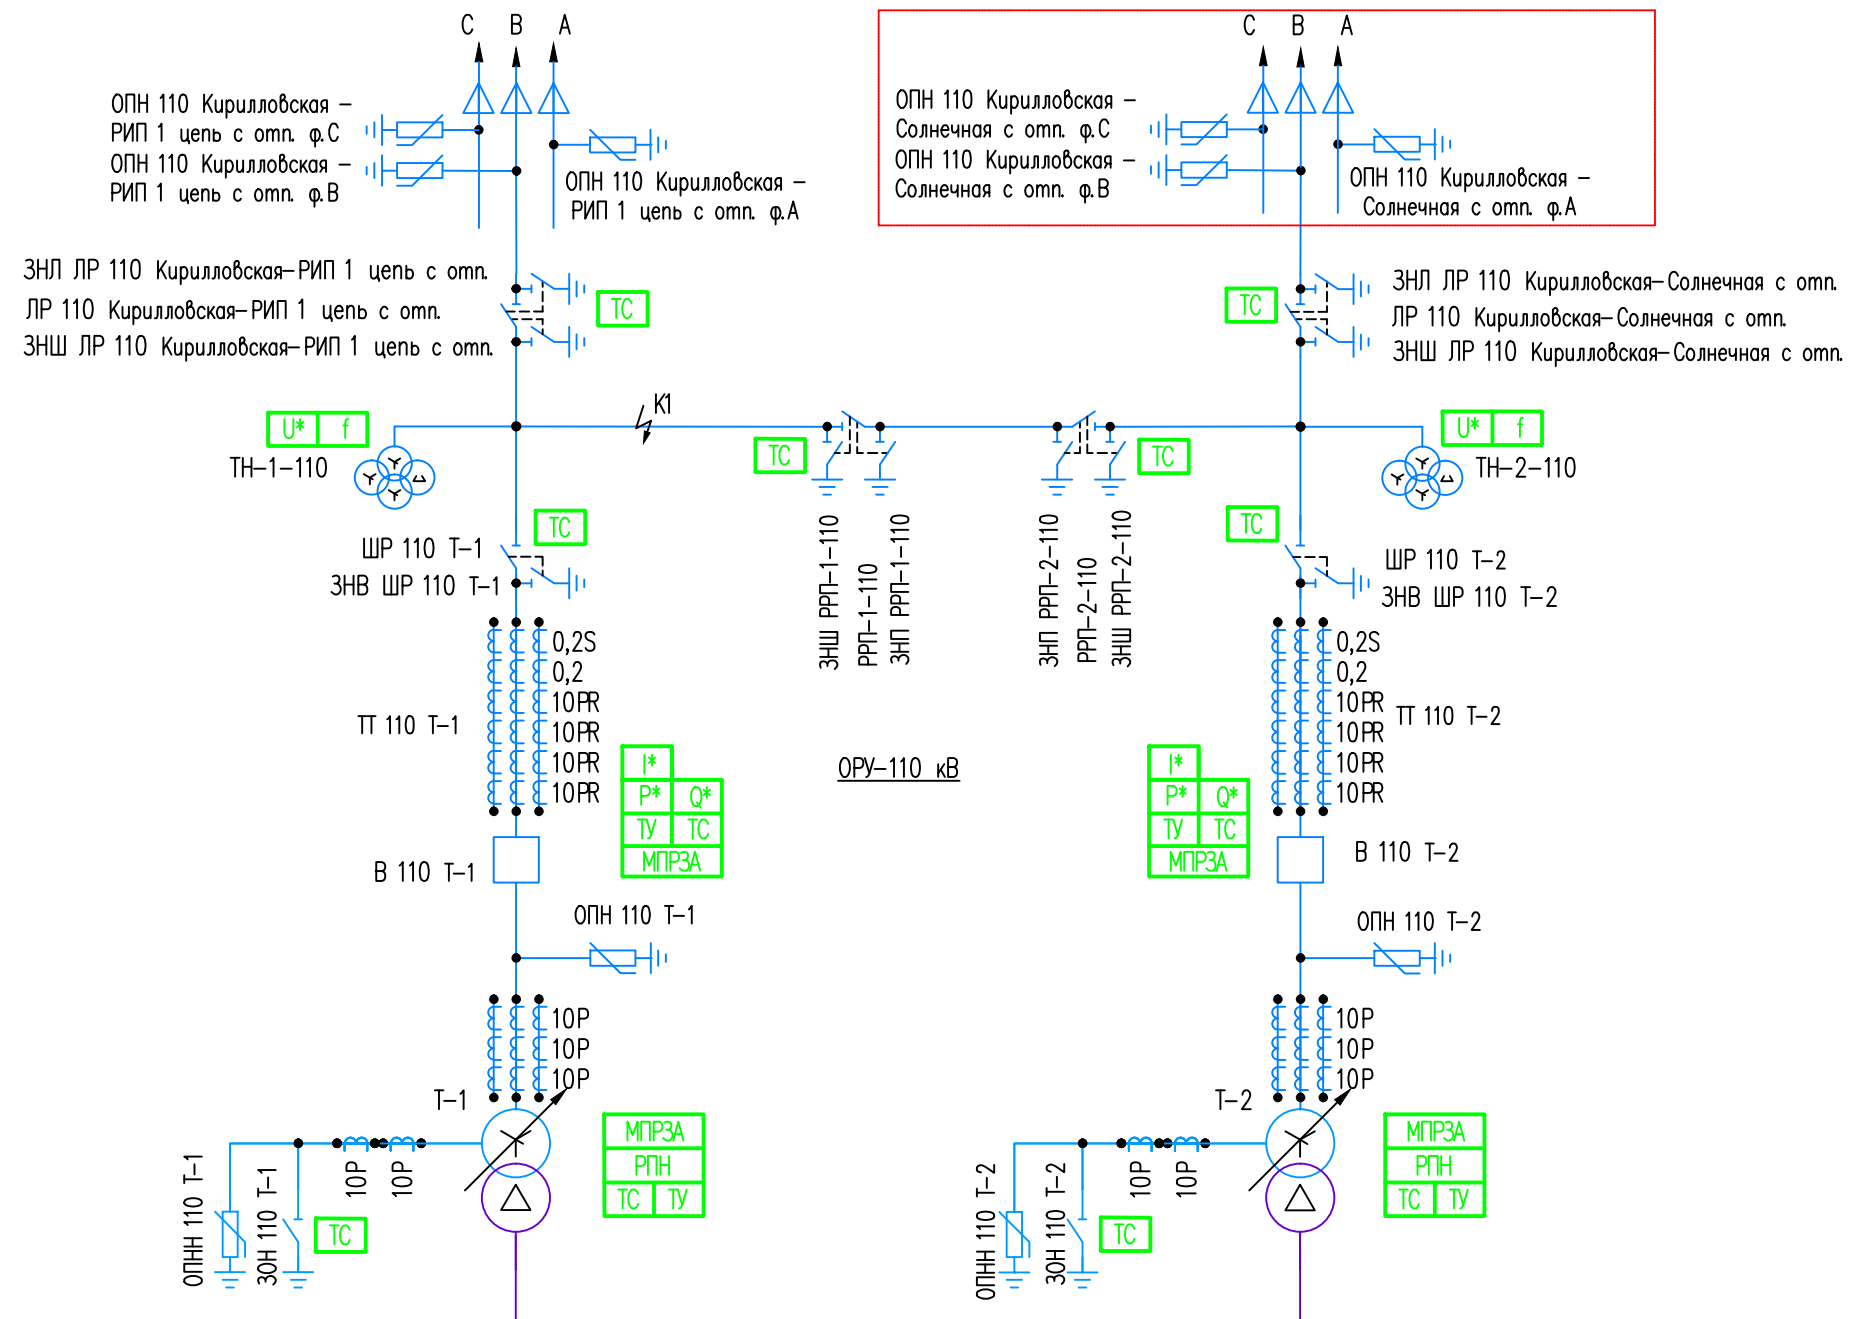 C B A
ОПН 110 Кирилловская –
РИП 1 цепь с отп. ф.С
ОПН 110 Кирилловская –
РИП 1 цепь с отп. ф.В
ОПН 110 Кирилловская –
РИП 1 цепь с отп. ф.А
C B A
ОПН 110 Кирилловская –
Солнечная с отп. ф.С
ОПН 110 Кирилловская –
Солнечная с отп. ф.В
ОПН 110 Кирилловская –
Солнечная с отп. ф.А
ЗНЛ ЛР 110 Кирилловская–РИП 1 цепь с отп.
ЛР 110 Кирилловская–РИП 1 цепь с отп.
ЗНШ ЛР 110 Кирилловская–РИП 1 цепь с отп.
ТС
ТС
ЗНЛ ЛР 110 Кирилловская–Солнечная с отп.
ЛР 110 Кирилловская–Солнечная с отп.
ЗНШ ЛР 110 Кирилловская–Солнечная с отп.
U* f
ТН–1–110
К1
ТС
ТС
U* f
ТН–2–110
ЗНШ РРП–1–110
РРП–1–110
ЗНП РРП–1–110
ЗНП РРП–2–110
РРП–2–110
ЗНШ РРП–2–110
ТС
ШР 110 Т–1
ЗНВ ШР 110 Т–1
ТС
ШР 110 Т–2
ЗНВ ШР 110 Т–2
0,2S
0,2
10PR
10PR
10PR
10PR
ТТ 110 Т–1
I*
P* Q*
ТУ ТС
МПРЗА
ОРУ–110 кВ
0,2S
0,2
10PR
10PR
10PR
10PR
ТТ 110 Т–2
I*
P* Q*
ТУ ТС
МПРЗА
В 110 Т–1
В 110 Т–2
ОПН 110 Т–1
ОПН 110 Т–2
10P
10P
10P
10P
10P
10P
Т–1
МПРЗА
РПН
ТС ТУ
ОПНН 110 Т–1
ЗОН 110 Т–1
ТС
10P
10P
Т–2
МПРЗА
РПН
ТС ТУ
ОПНН 110 Т–2
ЗОН 110 Т–2
ТС
10P
10P